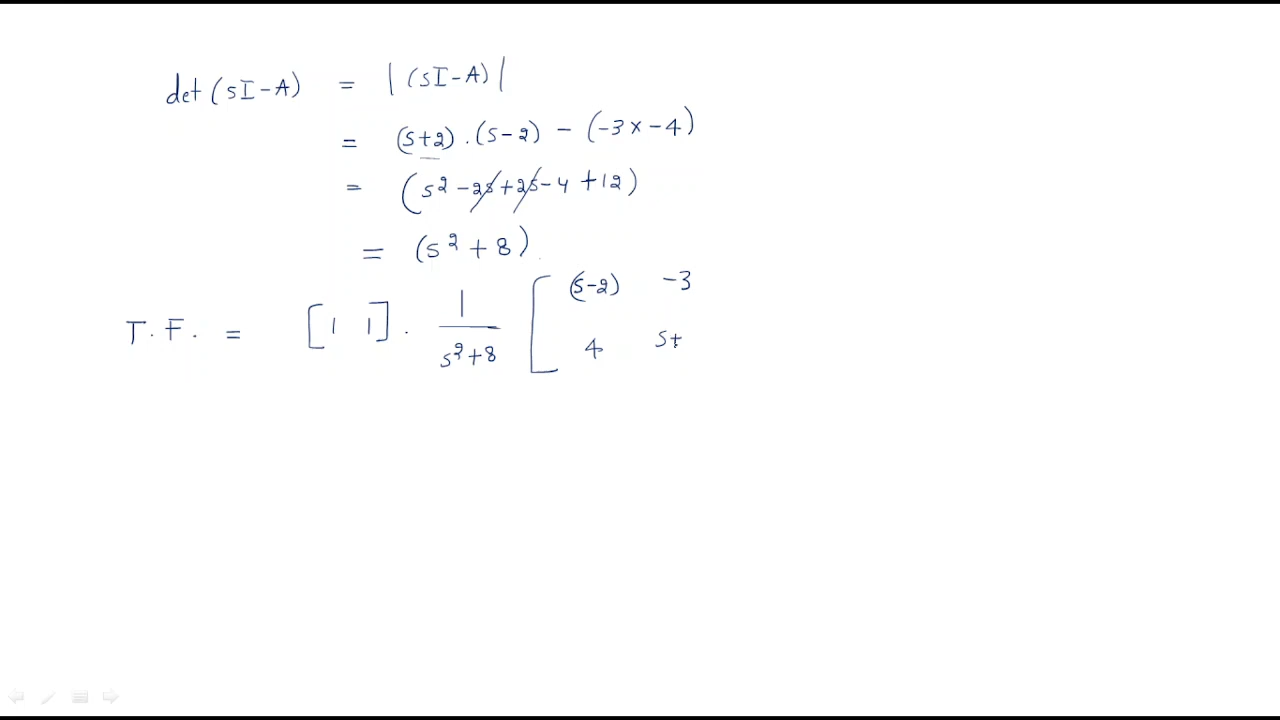 det (sI-A) = | (sI-A) |
= (s+2) . (s-2) - (-3 × -4)
= (s² -2s +2s -4 +12)
= (s² + 8)
T.F. = [1 1] . 1/(s²+8) [ (s-2) -3
4 s+